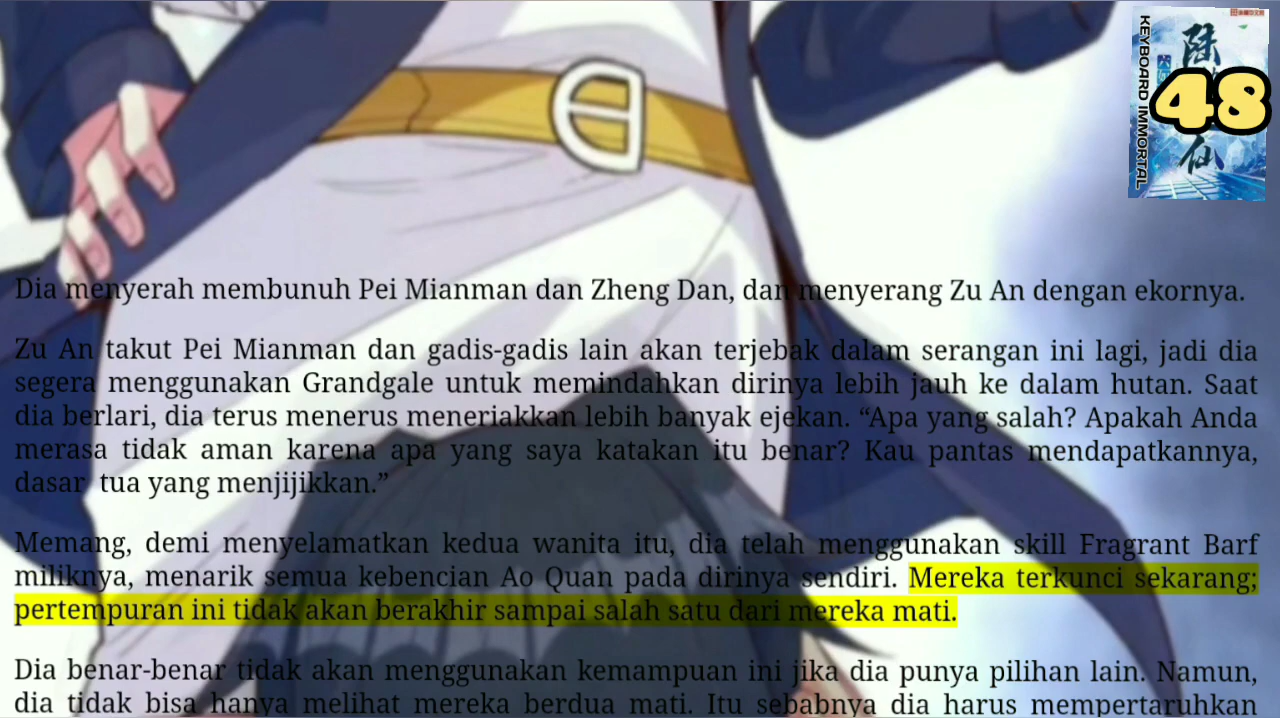 陆
仙
KEYBOARD IMMORTAL
48
Dia menyerah membunuh Pei Mianman dan Zheng Dan, dan menyerang Zu An dengan ekornya.
Zu An takut Pei Mianman dan gadis-gadis lain akan terjebak dalam serangan ini lagi, jadi dia
segera menggunakan Grandgale untuk memindahkan dirinya lebih jauh ke dalam hutan. Saat
dia berlari, dia terus menerus meneriakkan lebih banyak ejekan. “Apa yang salah? Apakah Anda
merasa tidak aman karena apa yang saya katakan itu benar? Kau pantas mendapatkannya,
dasar tua yang menjijikkan.”
Memang, demi menyelamatkan kedua wanita itu, dia telah menggunakan skill Fragrant Barf
miliknya, menarik semua kebencian Ao Quan pada dirinya sendiri. Mereka terkunci sekarang;
pertempuran ini tidak akan berakhir sampai salah satu dari mereka mati.
Dia benar-benar tidak akan menggunakan kemampuan ini jika dia punya pilihan lain. Namun,
dia tidak bisa hanya melihat mereka berdua mati. Itu sebabnya dia harus mempertaruhkan